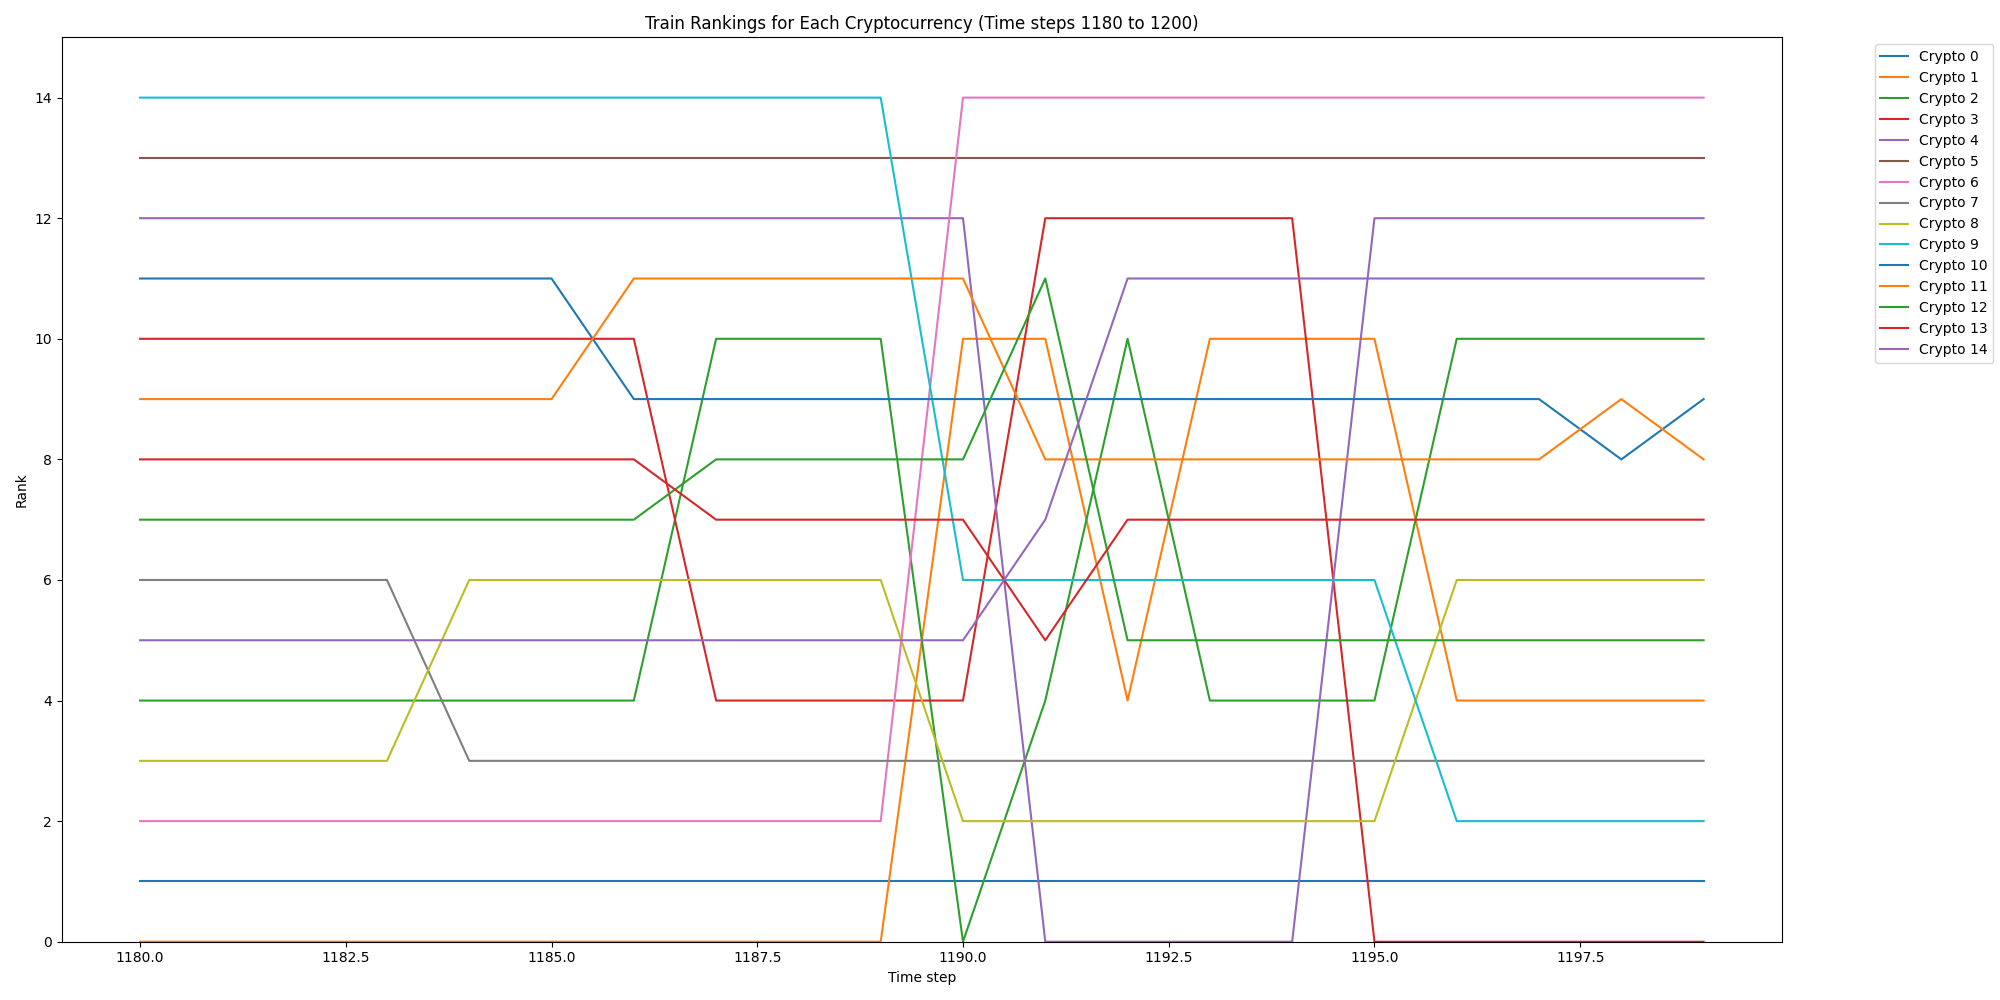 Train Rankings for Each Cryptocurrency (Time steps 1180 to 1200)
Rank
14
12
10
8
6
4
2
0
1180.0 1182.5 1185.0 1187.5 1190.0 1192.5 1195.0 1197.5
Time step
Crypto 0
Crypto 1
Crypto 2
Crypto 3
Crypto 4
Crypto 5
Crypto 6
Crypto 7
Crypto 8
Crypto 9
Crypto 10
Crypto 11
Crypto 12
Crypto 13
Crypto 14